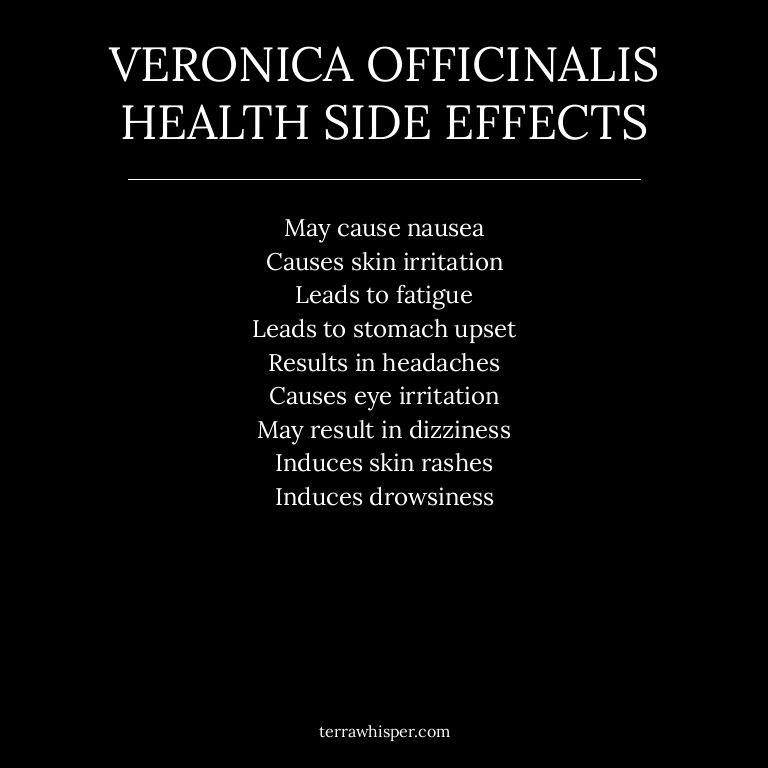 VERONICA OFFICINALIS
HEALTH SIDE EFFECTS
May cause nausea
Causes skin irritation
Leads to fatigue
Leads to stomach upset
Results in headaches
Causes eye irritation
May result in dizziness
Induces skin rashes
Induces drowsiness
terrawhisper.com